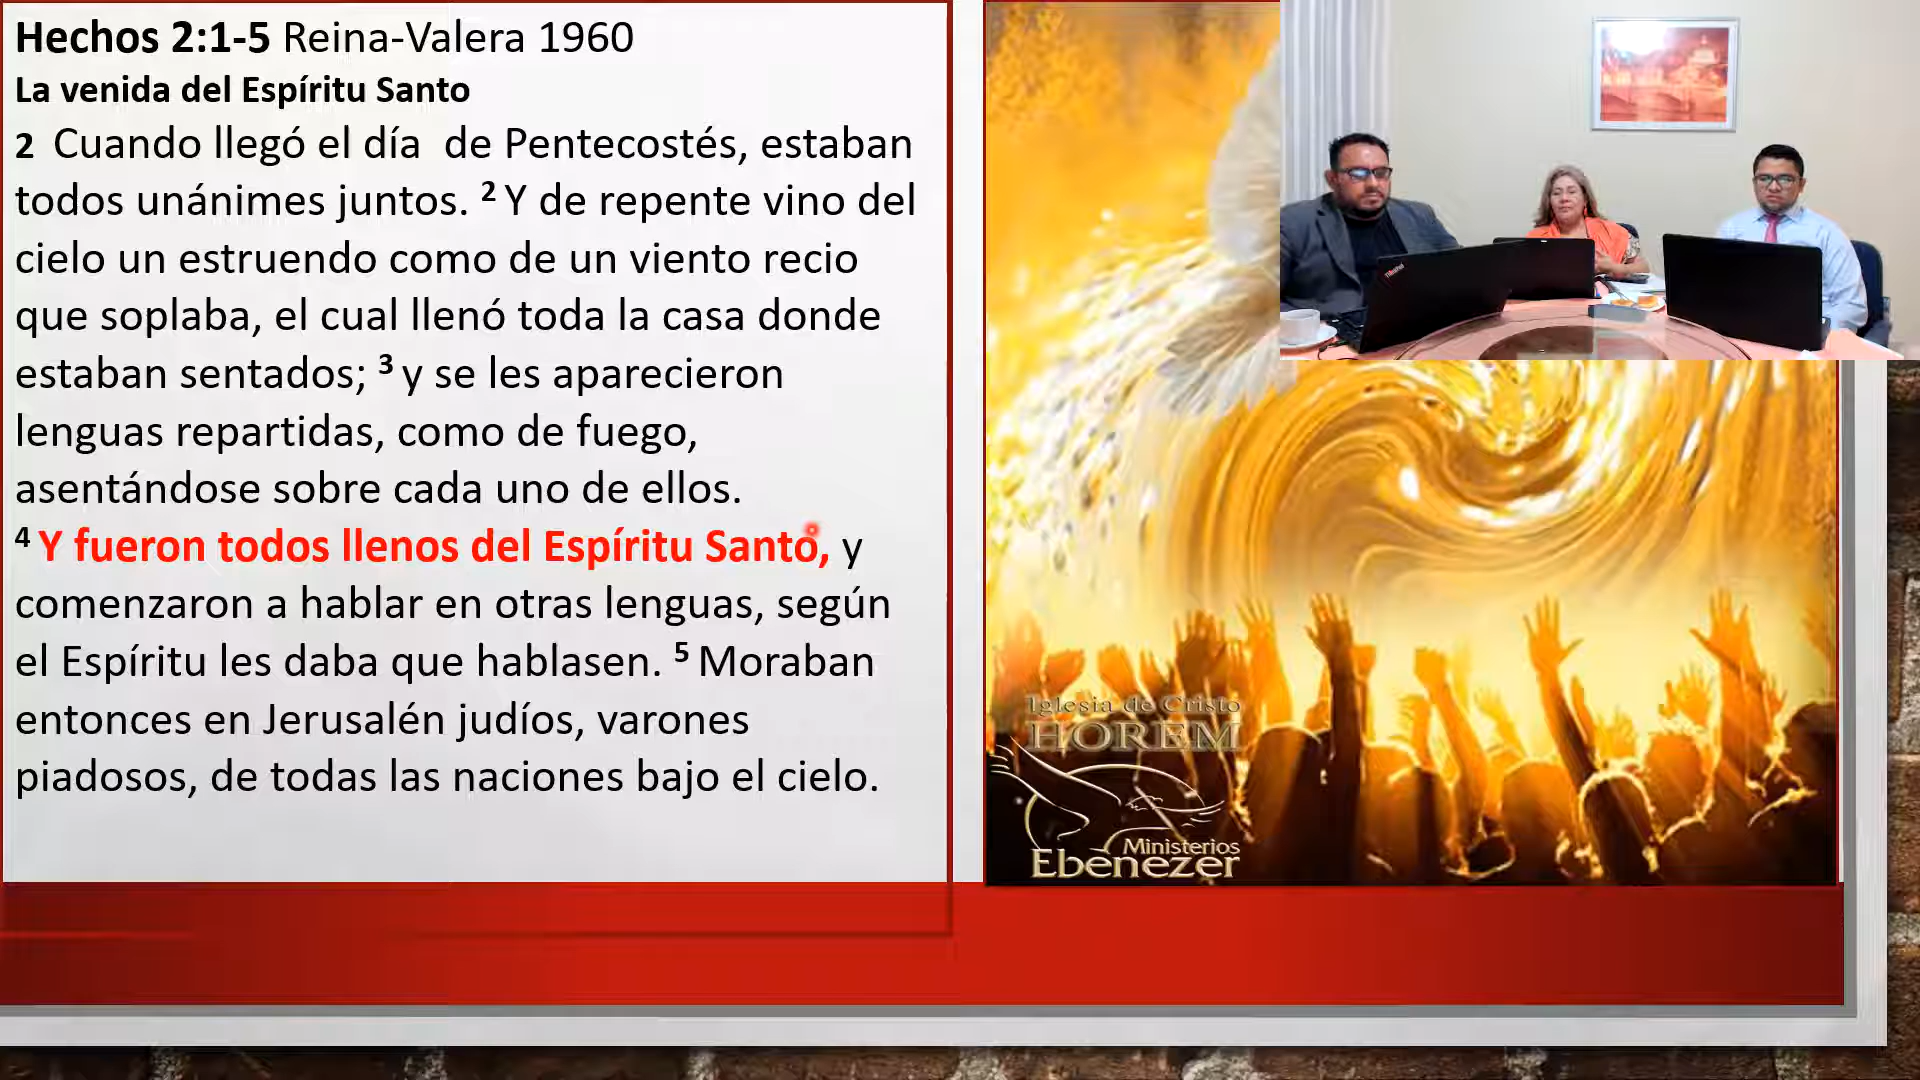 Hechos 2:1-5 Reina-Valera 1960
La venida del Espíritu Santo
2 Cuando llegó el día de Pentecostés, estaban
todos unánimes juntos. 2 Y de repente vino del
cielo un estruendo como de un viento recio
que soplaba, el cual llenó toda la casa donde
estaban sentados; 3 y se les aparecieron
lenguas repartidas, como de fuego,
asentándose sobre cada uno de ellos.
4 Y fueron todos llenos del Espíritu Santo, y
comenzaron a hablar en otras lenguas, según
el Espíritu les daba que hablasen. 5 Moraban
entonces en Jerusalén judíos, varones
piadosos, de todas las naciones bajo el cielo.
Iglesia de Cristo
HOREM
Ministerios
Ebenezer
ThinkPad